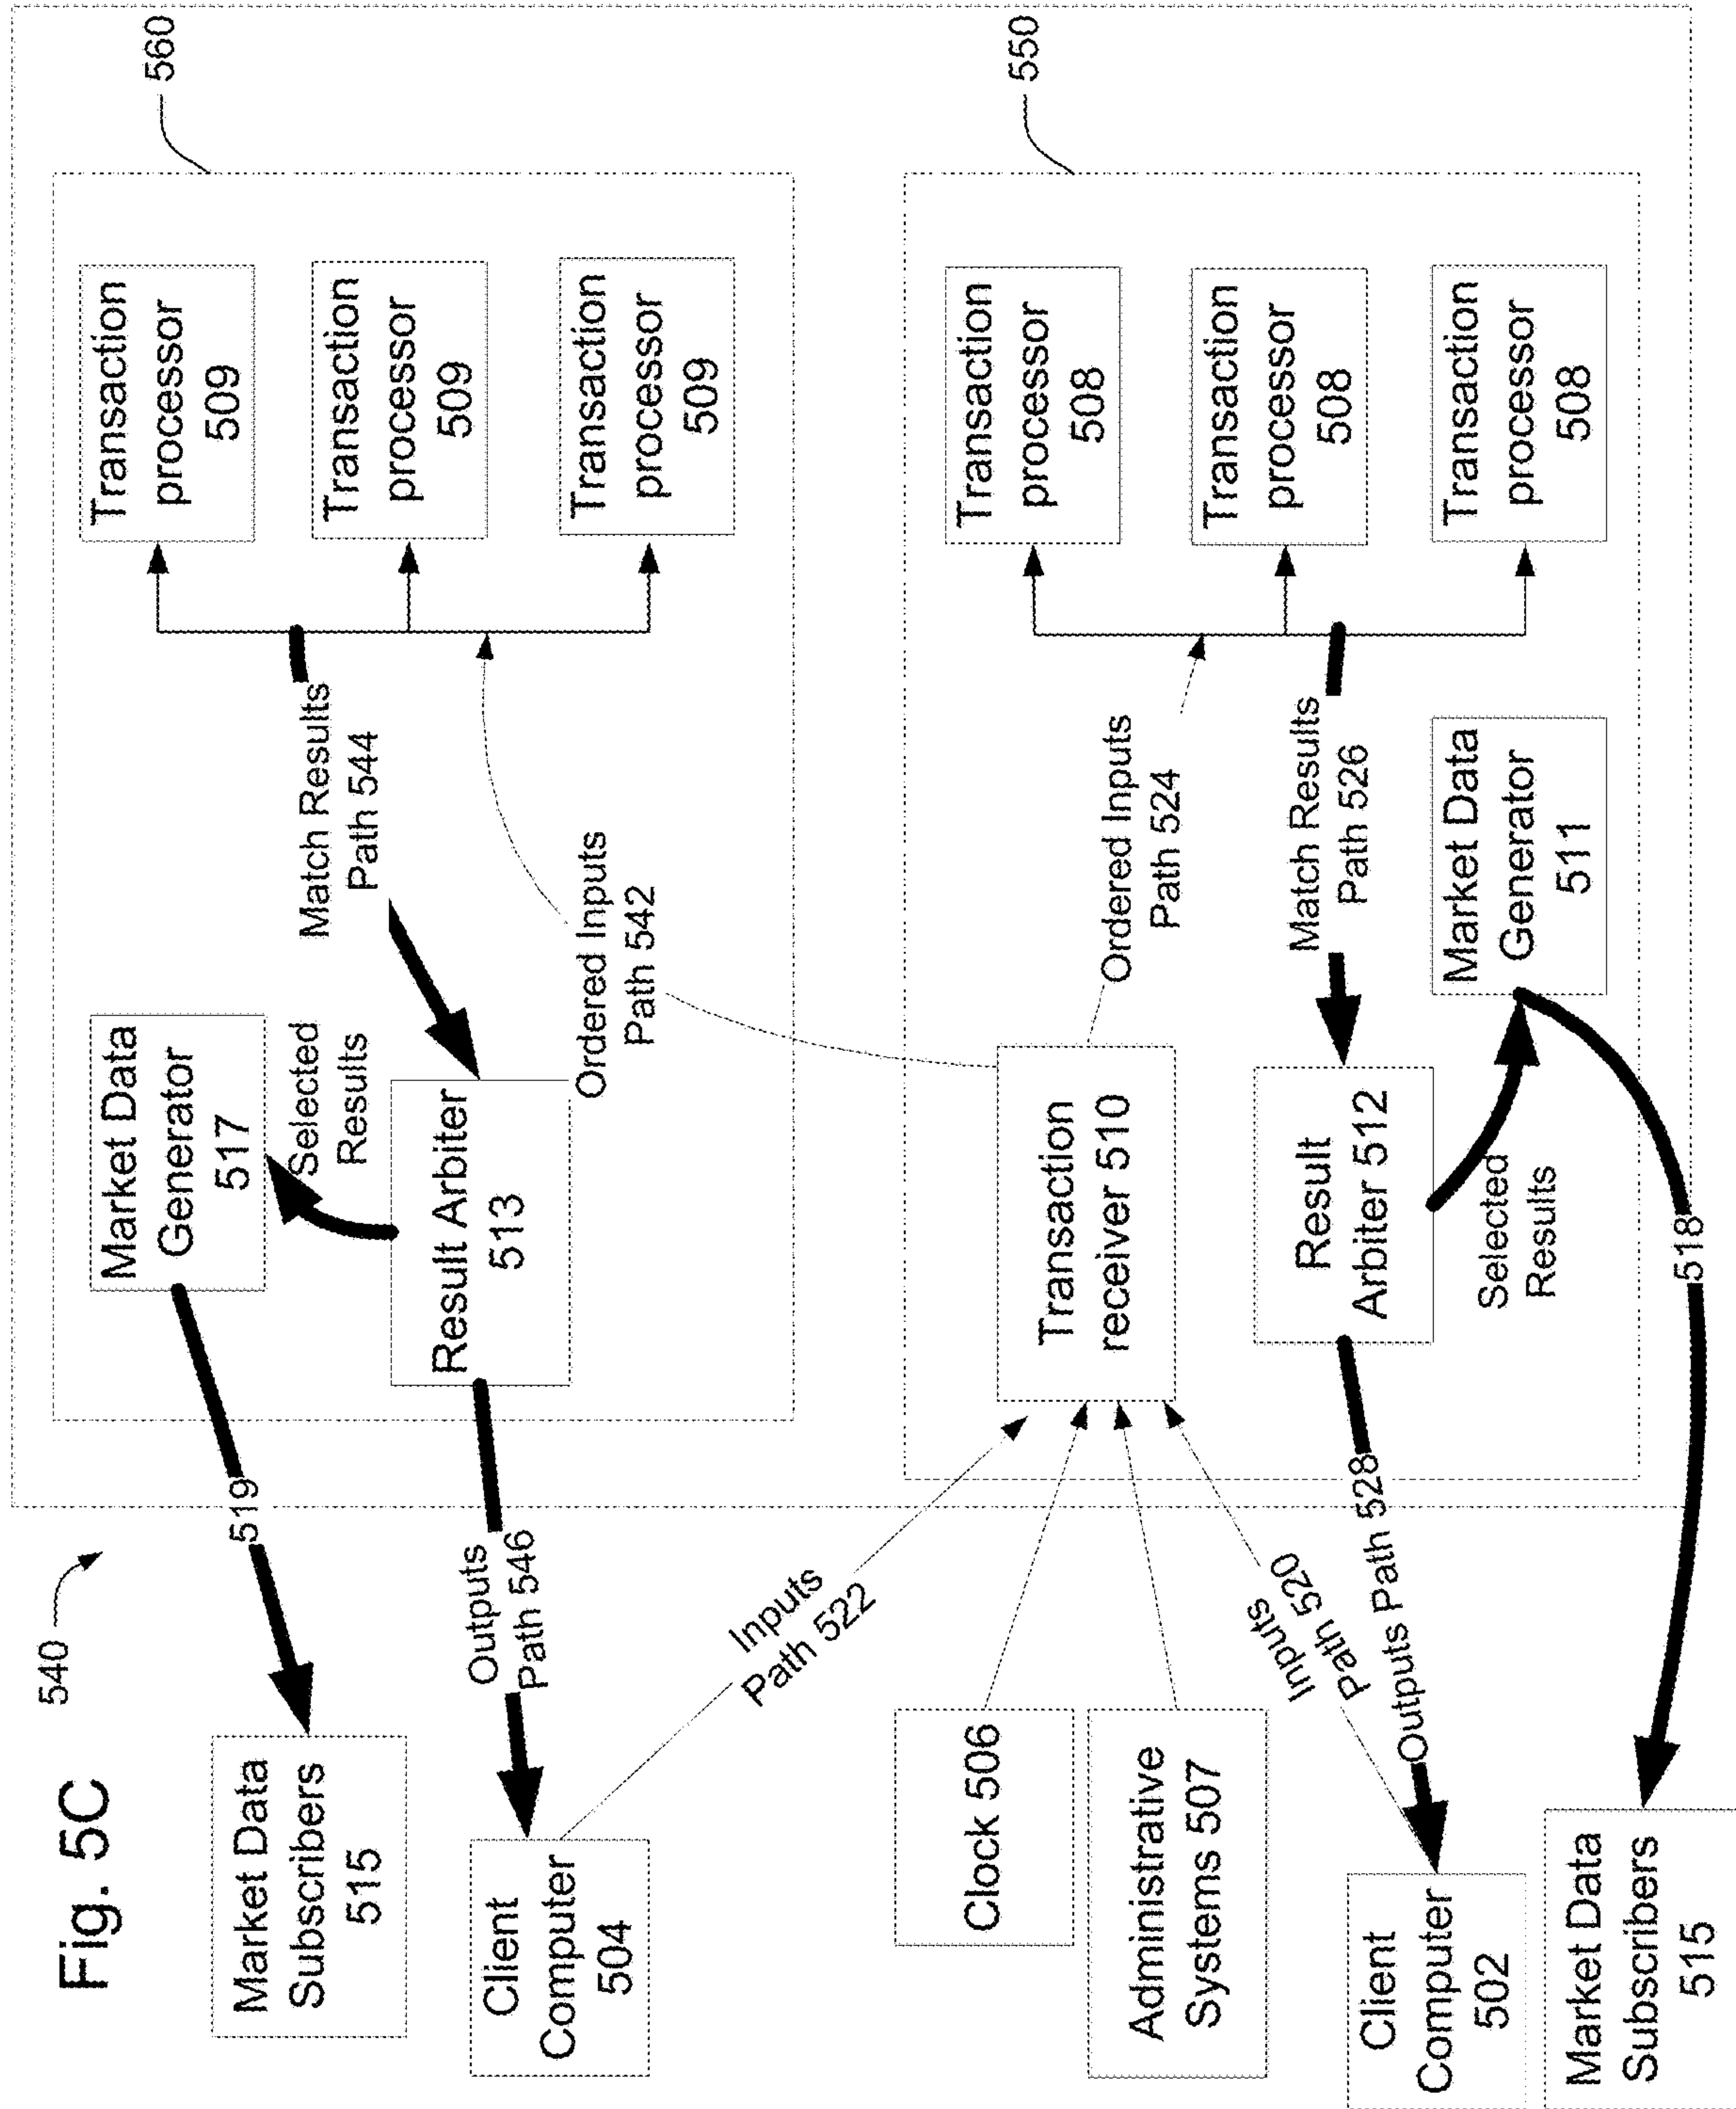 Fig. 5C
540
560
Market Data
Subscribers
515
519
Market Data
Generator
517
Selected
Results
Client
Computer
504
Outputs
Path 546
Result Arbiter
513
Match Results
Path 544
Transaction
processor
509
Transaction
processor
509
Transaction
processor
509
Inputs
Path 522
Ordered Inputs
Path 542
550
Clock 506
Administrative
Systems 507
Transaction
receiver 510
Ordered Inputs
Path 524
Transaction
processor
508
Transaction
processor
508
Transaction
processor
508
Inputs
Path 520
Outputs Path 528
Client
Computer
502
Result
Arbiter 512
Match Results
Path 526
Selected
Results
Market Data
Generator
511
518
Market Data
Subscribers
515